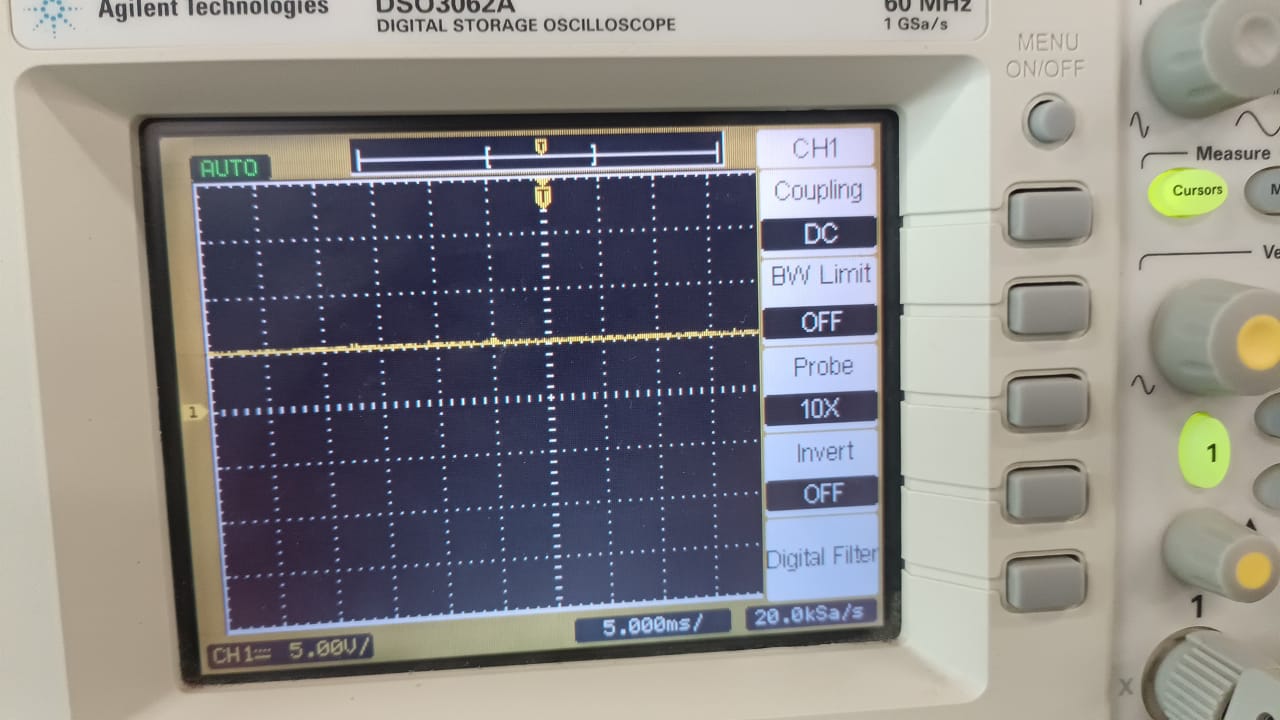 Agilent Technologies
DSO3062A
DIGITAL STORAGE OSCILLOSCOPE
60 MHz
1 GSa/s
MENU
ON/OFF
AUTO
T
T
CH1
Coupling
DC
BW Limit
OFF
Probe
10X
Invert
OFF
Digital Filter
1
CH1 5.00V/
5.000ms/
20.0kSa/s
Measure
Cursors
1
1
X